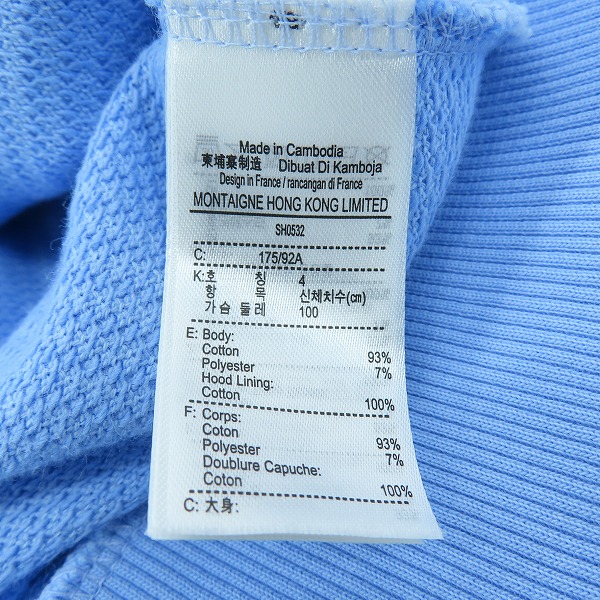 Made in Cambodia
柬埔寨制造 Dibuat Di Kamboja
Design in France / rancangan di France
MONTAIGNE HONG KONG LIMITED
SH0532
C: 175/92A
K: 호 칭 4
항 목 신체치수(㎝)
가슴 둘레 100
E: Body:
Cotton 93%
Polyester 7%
Hood Lining:
Cotton 100%
F: Corps:
Coton 93%
Polyester 7%
Doublure Capuche:
Coton 100%
C: 大身: